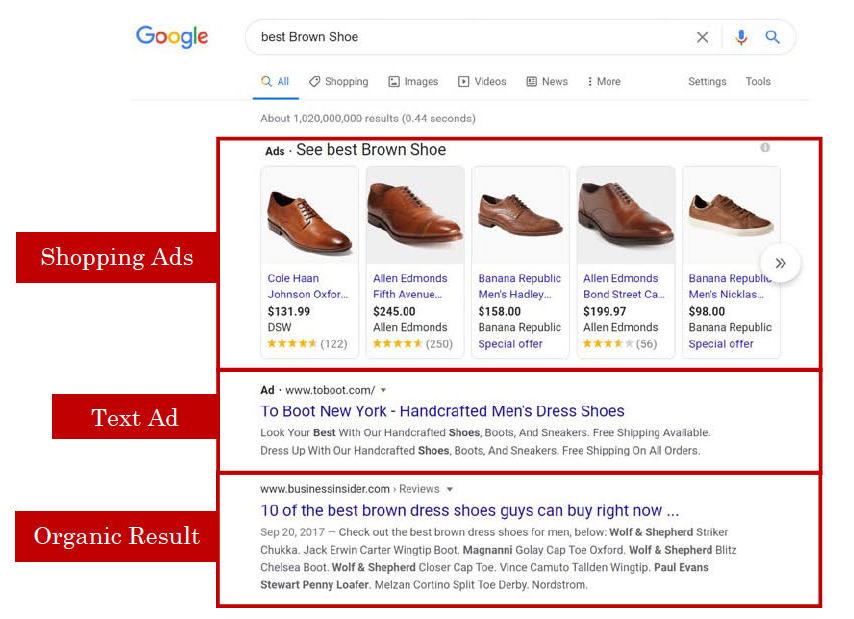 Google
best Brown Shoe
All Shopping Images Videos News More Settings Tools
About 1,020,000,000 results (0.44 seconds)
Shopping Ads
Ads · See best Brown Shoe
Cole Haan
Johnson Oxfor...
$131.99
DSW
(122)
Allen Edmonds
Fifth Avenue...
$245.00
Allen Edmonds
(250)
Banana Republic
Men's Hadley...
$158.00
Banana Republic
Special offer
Allen Edmonds
Bond Street Ca...
$199.97
Allen Edmonds
(56)
Banana Republic
Men's Nicklas...
$98.00
Banana Republic
Special offer
Text Ad
Ad · www.toboot.com/
To Boot New York - Handcrafted Men's Dress Shoes
Look Your Best With Our Handcrafted Shoes, Boots, And Sneakers. Free Shipping Available.
Dress Up With Our Handcrafted Shoes, Boots, And Sneakers. Free Shipping On All Orders.
Organic Result
www.businessinsider.com › Reviews
10 of the best brown dress shoes guys can buy right now ...
Sep 20, 2017 — Check out the best brown dress shoes for men, below: Wolf & Shepherd Striker
Chukka. Jack Erwin Carter Wingtip Boot. Magnanni Golay Cap Toe Oxford. Wolf & Shepherd Blitz
Chelsea Boot. Wolf & Shepherd Closer Cap Toe. Vince Camuto Tallden Wingtip. Paul Evans
Stewart Penny Loafer. Melzan Cortino Split Toe Derby. Nordstrom.